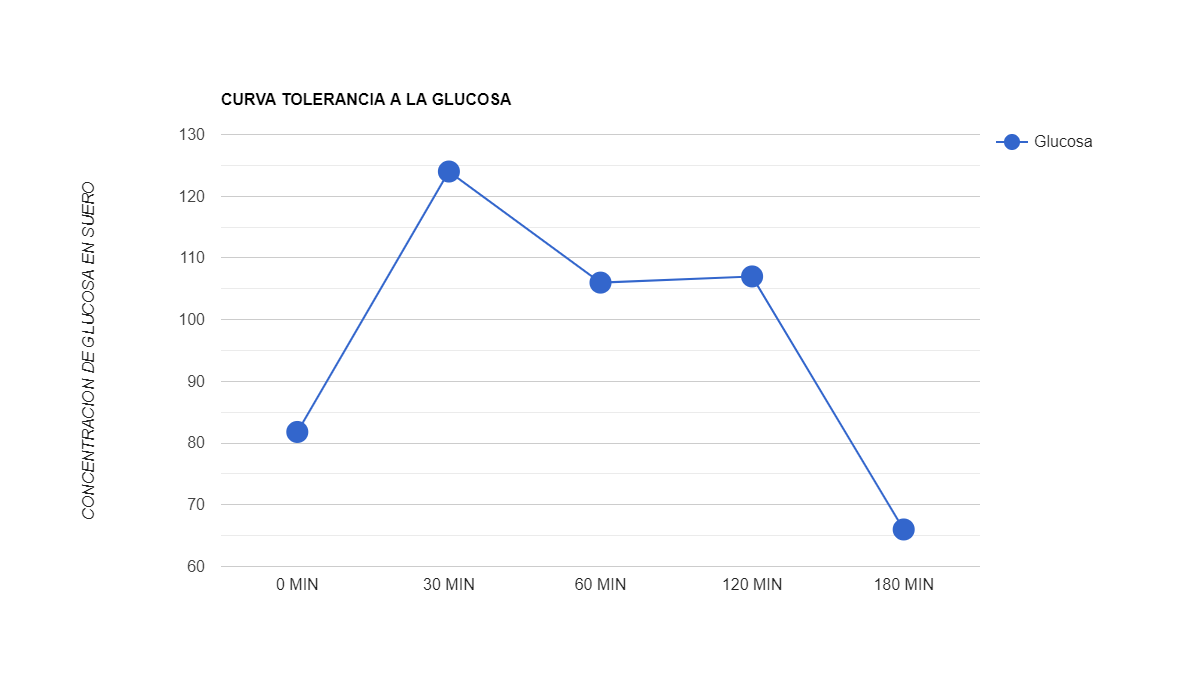 CURVA TOLERANCIA A LA GLUCOSA
CONCENTRACION DE GLUCOSA EN SUERO
130
120
110
100
90
80
70
60
0 MIN
30 MIN
60 MIN
120 MIN
180 MIN
Glucosa